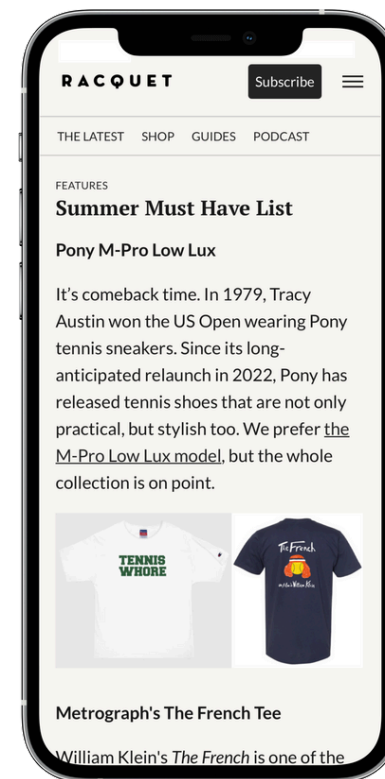 RACQUET
Subscribe
THE LATEST SHOP GUIDES PODCAST
FEATURES
Summer Must Have List
Pony M-Pro Low Lux
It’s comeback time. In 1979, Tracy
Austin won the US Open wearing Pony
tennis sneakers. Since its long-
anticipated relaunch in 2022, Pony has
released tennis shoes that are not only
practical, but stylish too. We prefer the
M-Pro Low Lux model, but the whole
collection is on point.
TENNIS
WHORE
The French
Metrograph's The French Tee
William Klein's The French is one of the